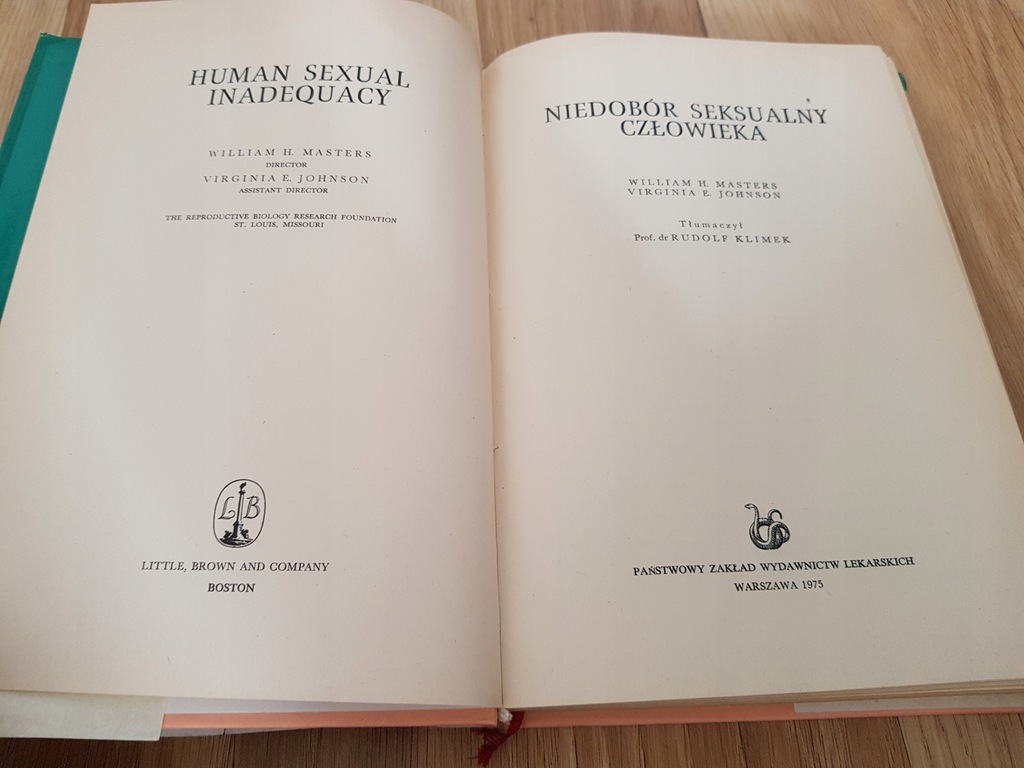 HUMAN SEXUAL
INADEQUACY
WILLIAM H. MASTERS
DIRECTOR
VIRGINIA E. JOHNSON
ASSISTANT DIRECTOR
THE REPRODUCTIVE BIOLOGY RESEARCH FOUNDATION
ST. LOUIS, MISSOURI
L B
LITTLE, BROWN AND COMPANY
BOSTON
NIEDOBÓR SEKSUALNY
CZŁOWIEKA
WILLIAM H. MASTERS
VIRGINIA E. JOHNSON
Tłumaczył
Prof. dr RUDOLF KLIMEK
PAŃSTWOWY ZAKŁAD WYDAWNICTW LEKARSKICH
WARSZAWA 1975